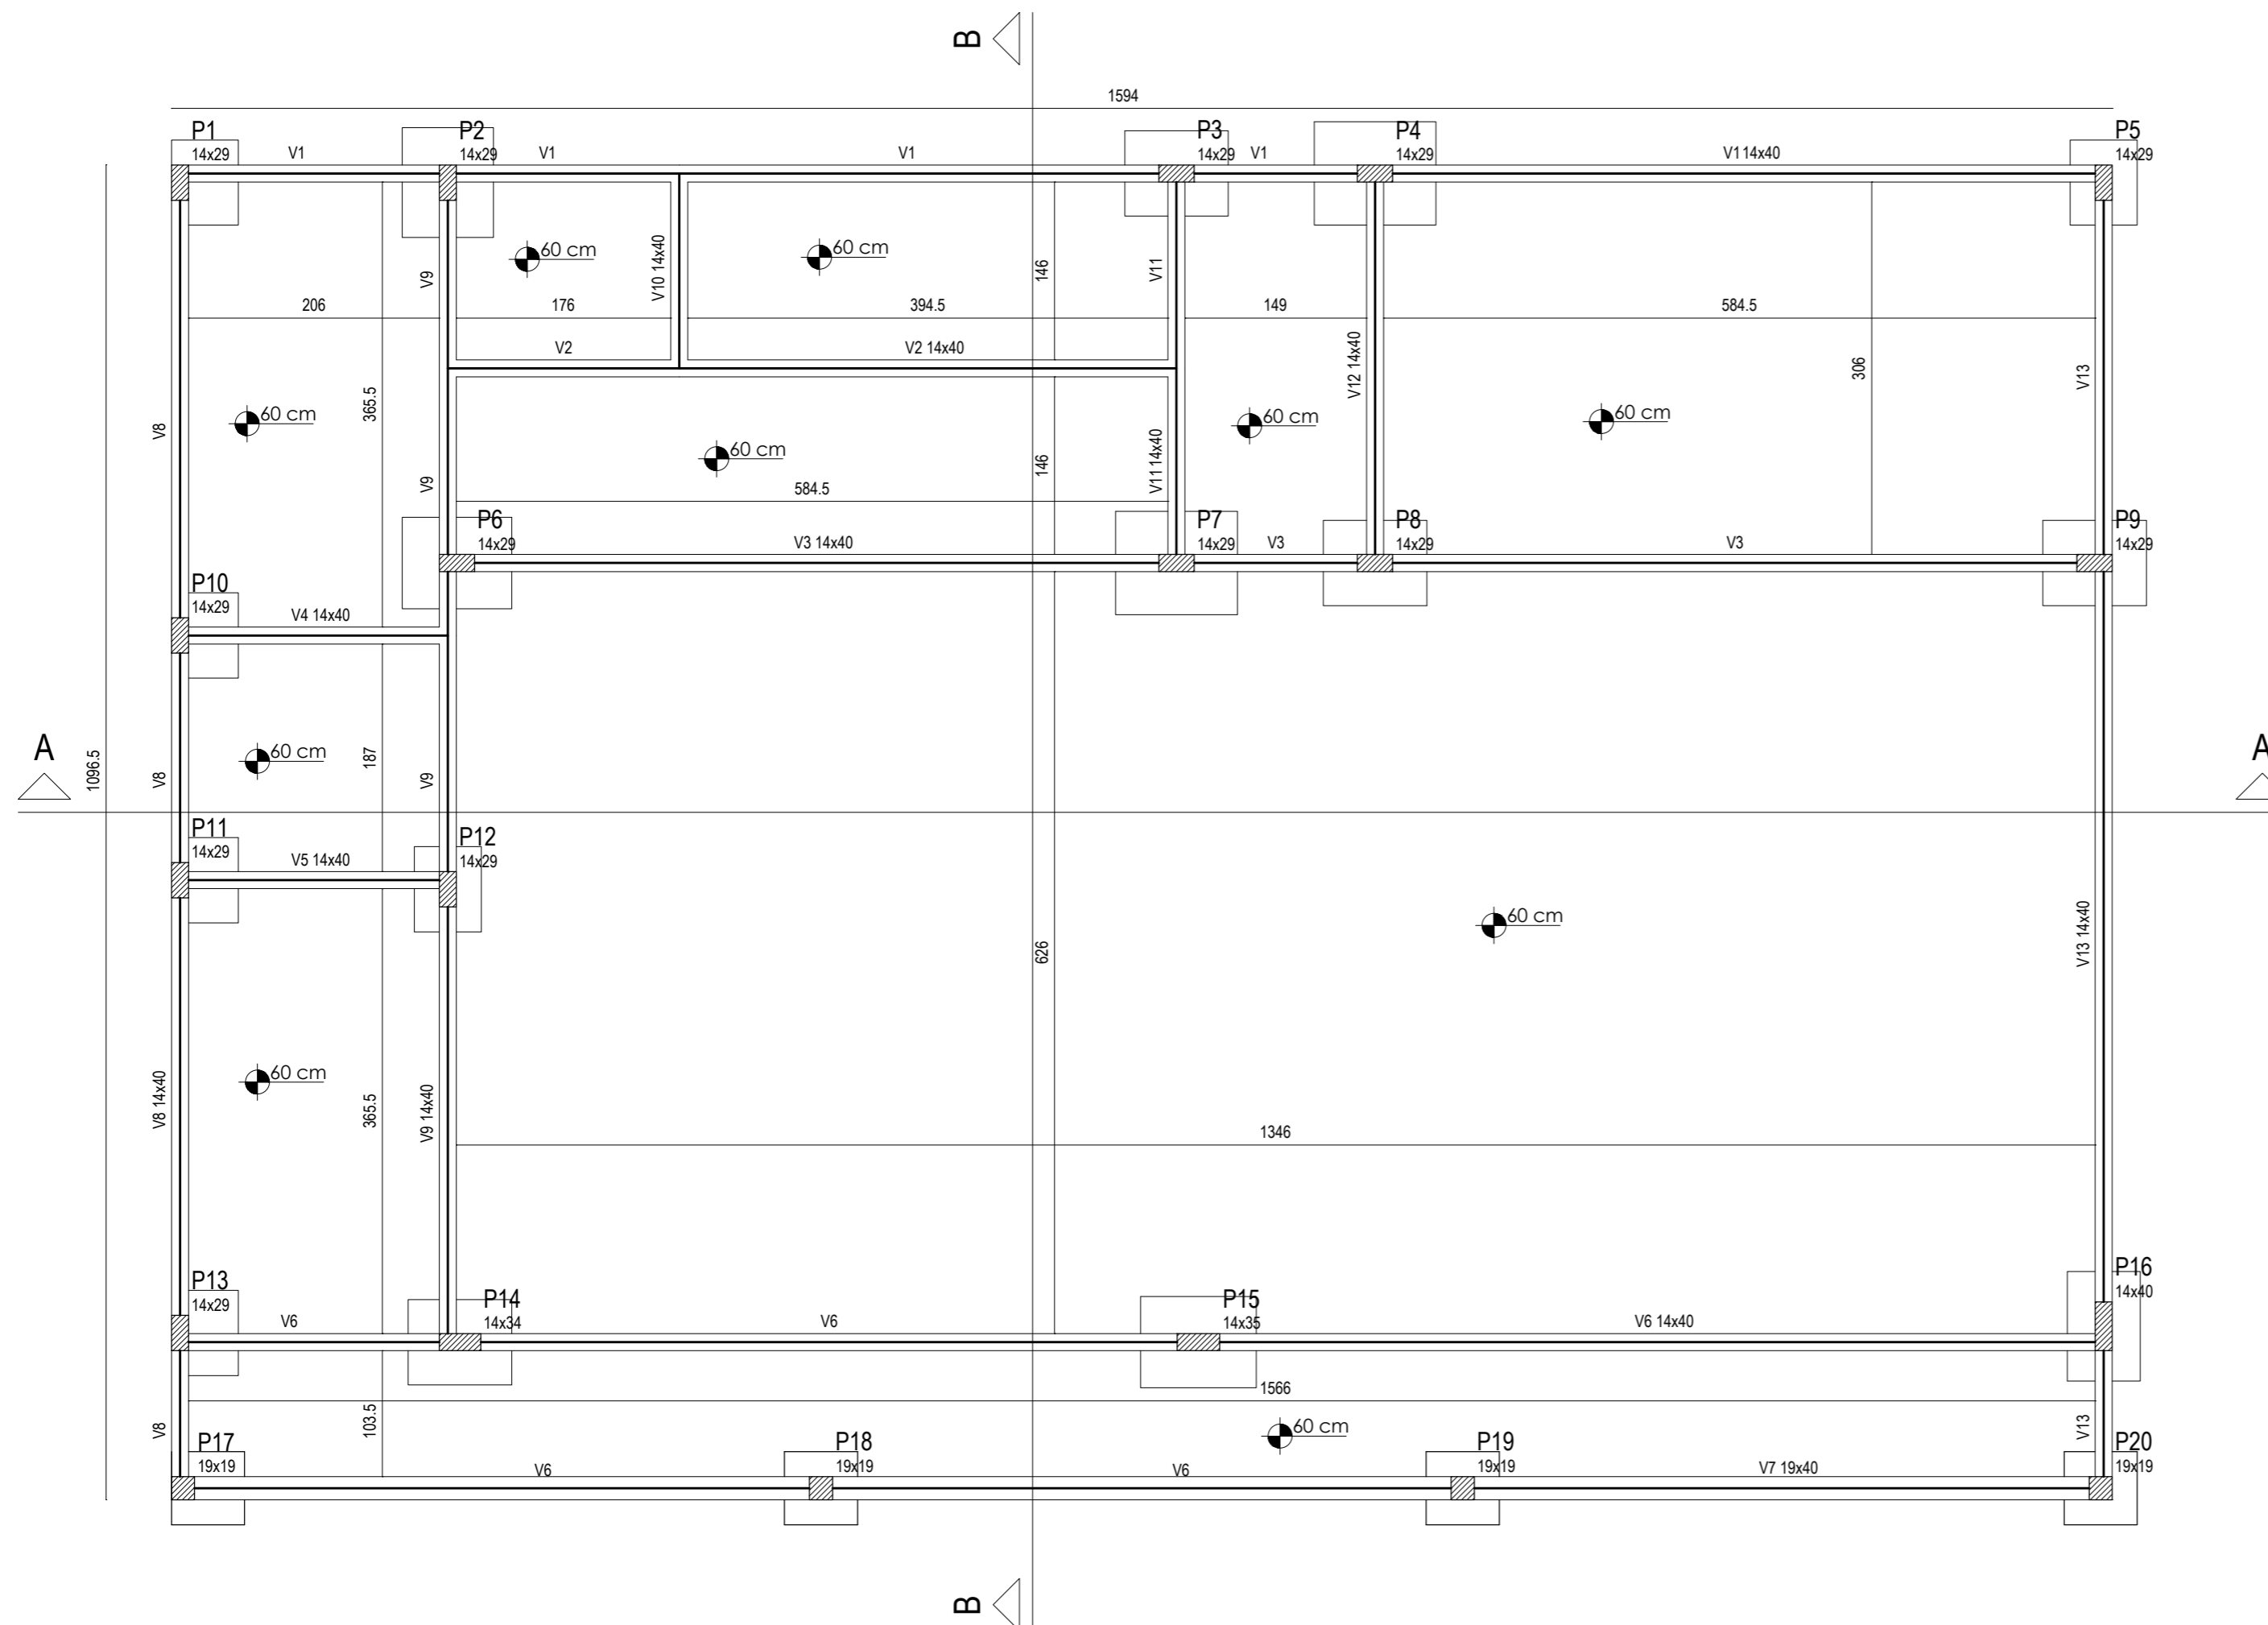 B
1594
P1
14x29
V1
P2
14x29
V1
V1
P3
14x29
V1
P4
14x29
V1 14x40
P5
14x29
60 cm
60 cm
V9
V10 14x40
146
V11
206
176
394.5
149
584.5
V2
V2 14x40
V12 14x40
306
V13
V8
365.5
60 cm
60 cm
60 cm
60 cm
V9
146
V11 14x40
584.5
P6
14x29
V3 14x40
P7
14x29
V3
P8
14x29
V3
P9
14x29
P10
14x29
V4 14x40
A
1096.5
V8
60 cm
187
V9
A
P11
14x29
V5 14x40
P12
14x29
626
60 cm
V13 14x40
V8 14x40
60 cm
365.5
V9 14x40
1346
P13
14x29
V6
P14
14x34
V6
P15
14x35
V6 14x40
P16
14x40
1566
V8
103.5
60 cm
V13
P17
19x19
V6
P18
19x19
V6
P19
19x19
V7 19x40
P20
19x19
B